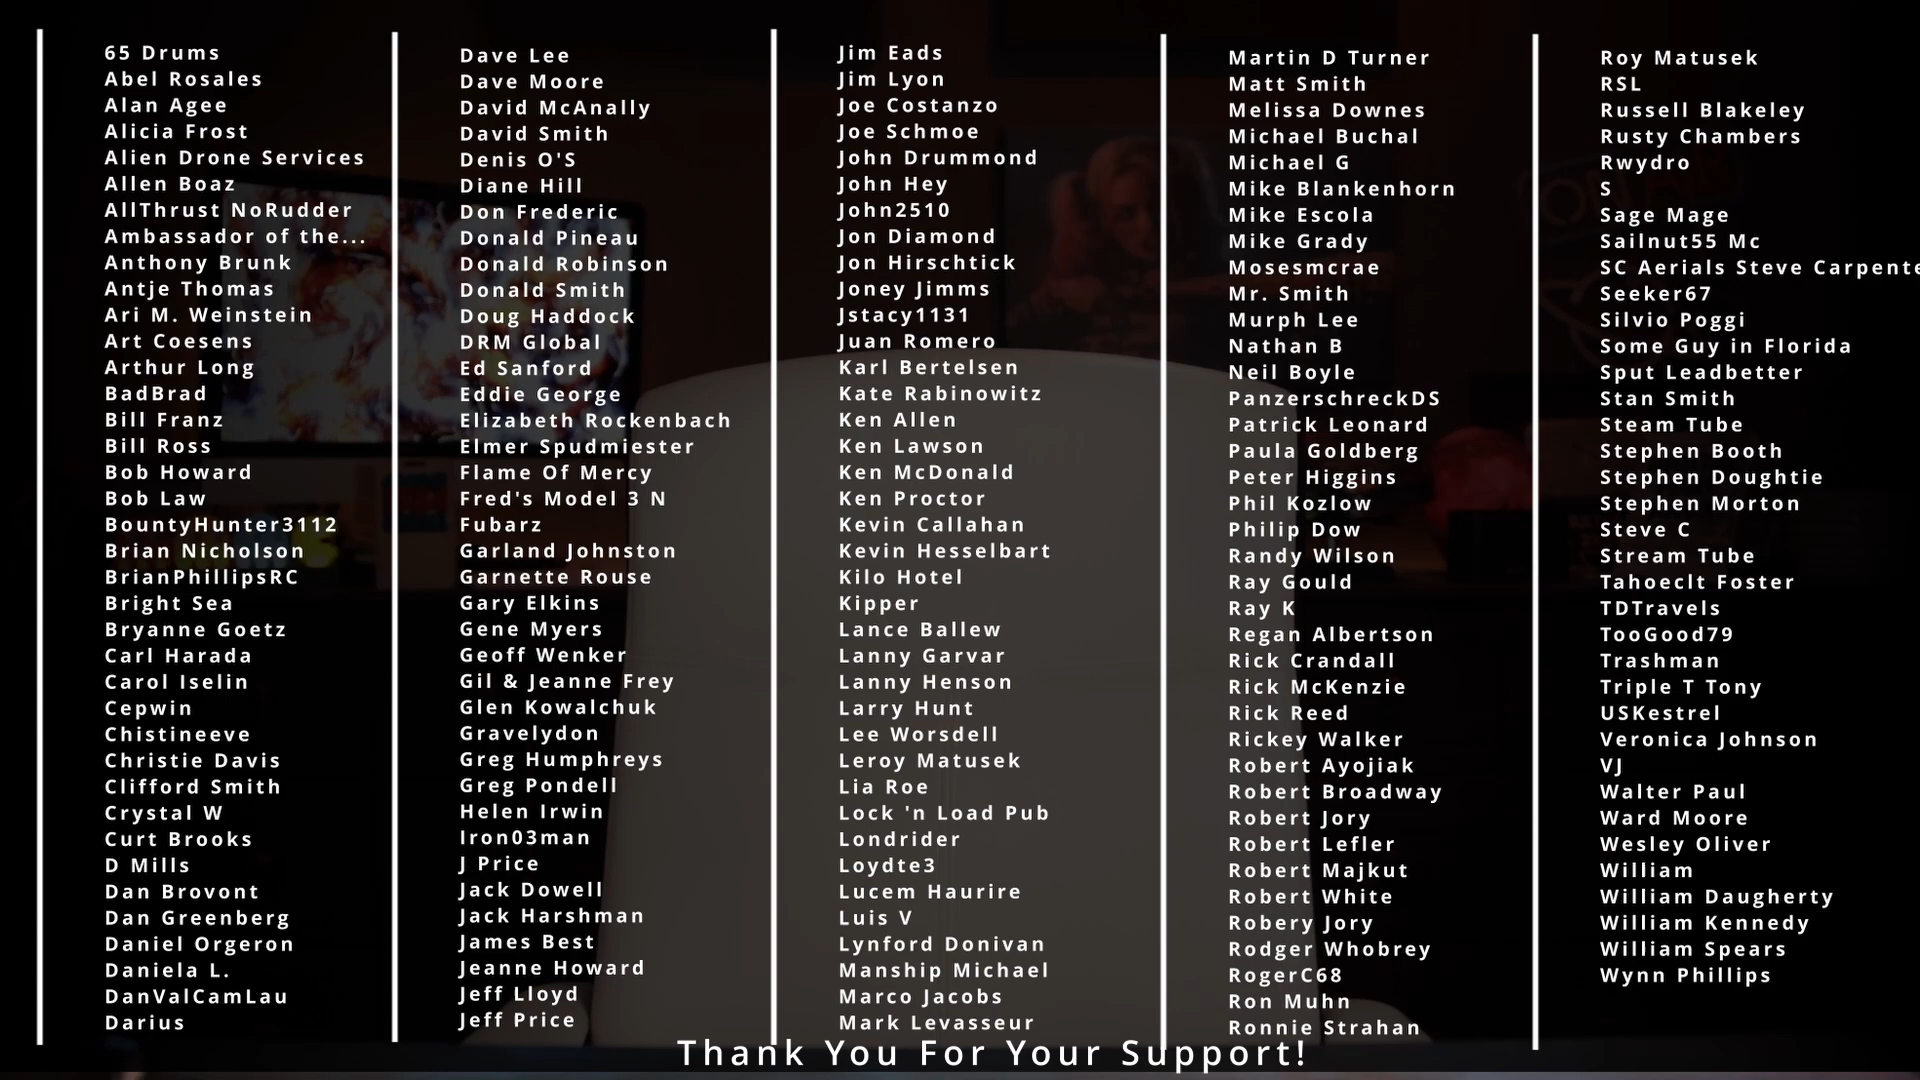 65 Drums
Abel Rosales
Alan Agee
Alicia Frost
Alien Drone Services
Allen Boaz
AllThrust NoRudder
Ambassador of the...
Anthony Brunk
Antje Thomas
Ari M. Weinstein
Art Coesens
Arthur Long
BadBrad
Bill Franz
Bill Ross
Bob Howard
Bob Law
BountyHunter3112
Brian Nicholson
BrianPhillipsRC
Bright Sea
Bryanne Goetz
Carl Harada
Carol Iselin
Cepwin
Chistineeve
Christie Davis
Clifford Smith
Crystal W
Curt Brooks
D Mills
Dan Brovont
Dan Greenberg
Daniel Orgeron
Daniela L.
DanValCamLau
Darius
Dave Lee
Dave Moore
David McAnally
David Smith
Denis O'S
Diane Hill
Don Frederic
Donald Pineau
Donald Robinson
Donald Smith
Doug Haddock
DRM Global
Ed Sanford
Eddie George
Elizabeth Rockenbach
Elmer Spudmiester
Flame Of Mercy
Fred's Model 3 N
Fubarz
Garland Johnston
Garnette Rouse
Gary Elkins
Gene Myers
Geoff Wenker
Gil & Jeanne Frey
Glen Kowalchuk
Gravelydon
Greg Humphreys
Greg Pondell
Helen Irwin
Iron03man
J Price
Jack Dowell
Jack Harshman
James Best
Jeanne Howard
Jeff Lloyd
Jeff Price
Jim Eads
Jim Lyon
Joe Costanzo
Joe Schmoe
John Drummond
John Hey
John2510
Jon Diamond
Jon Hirschtick
Joney Jimms
Jstacy1131
Juan Romero
Karl Bertelsen
Kate Rabinowitz
Ken Allen
Ken Lawson
Ken McDonald
Ken Proctor
Kevin Callahan
Kevin Hesselbart
Kilo Hotel
Kipper
Lance Ballew
Lanny Garvar
Lanny Henson
Larry Hunt
Lee Worsdell
Leroy Matusek
Lia Roe
Lock 'n Load Pub
Londrider
Loydte3
Lucem Haurire
Luis V
Lynford Donivan
Manship Michael
Marco Jacobs
Mark Levasseur
Martin D Turner
Matt Smith
Melissa Downes
Michael Buchal
Michael G
Mike Blankenhorn
Mike Escola
Mike Grady
Mosesmcrae
Mr. Smith
Murph Lee
Nathan B
Neil Boyle
PanzerschreckDS
Patrick Leonard
Paula Goldberg
Peter Higgins
Phil Kozlow
Philip Dow
Randy Wilson
Ray Gould
Ray K
Regan Albertson
Rick Crandall
Rick McKenzie
Rick Reed
Rickey Walker
Robert Ayojiak
Robert Broadway
Robert Jory
Robert Lefler
Robert Majkut
Robert White
Robery Jory
Rodger Whobrey
RogerC68
Ron Muhn
Ronnie Strahan
Roy Matusek
RSL
Russell Blakeley
Rusty Chambers
Rwydro
S
Sage Mage
Sailnut55 Mc
SC Aerials Steve Carpente
Seeker67
Silvio Poggi
Some Guy in Florida
Sput Leadbetter
Stan Smith
Steam Tube
Stephen Booth
Stephen Doughtie
Stephen Morton
Steve C
Stream Tube
Tahoeclt Foster
TDTravels
TooGood79
Trashman
Triple T Tony
USKestrel
Veronica Johnson
VJ
Walter Paul
Ward Moore
Wesley Oliver
William
William Daugherty
William Kennedy
William Spears
Wynn Phillips
Thank You For Your Support!